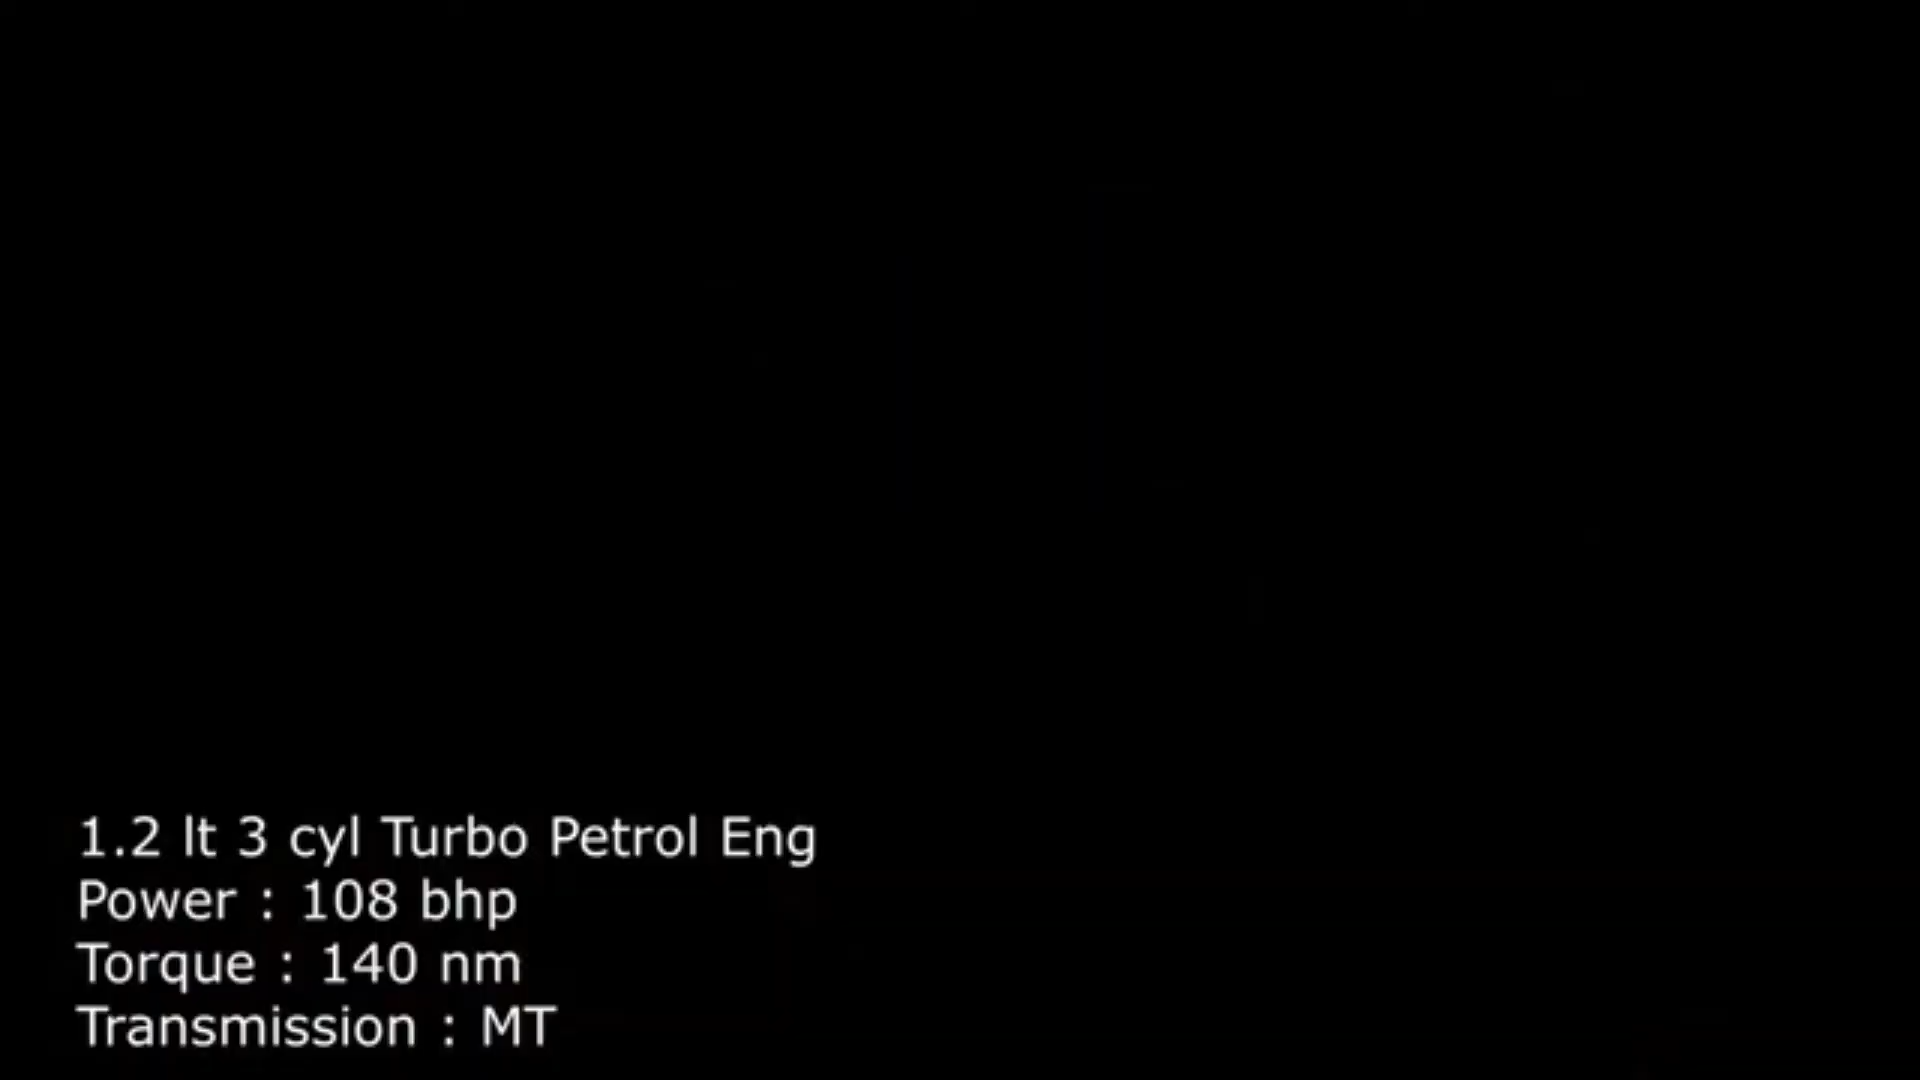 1.2 lt 3 cyl Turbo Petrol Eng
Power : 108 bhp
Torque : 140 nm
Transmission : MT